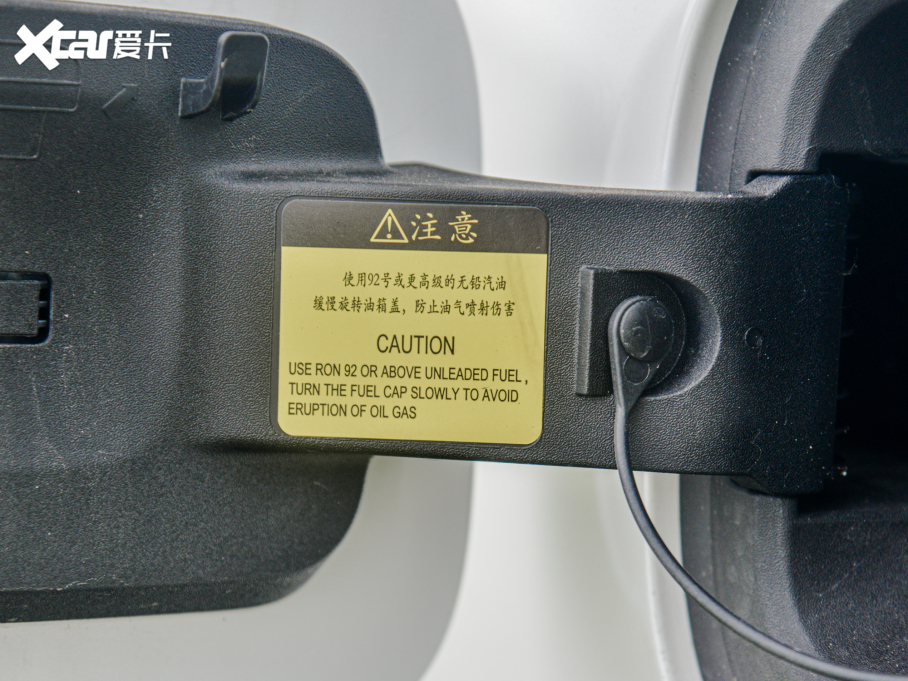 xcar爱卡
注意
使用92号或更高级的无铅汽油
缓慢旋转油箱盖，防止油气喷射伤害
CAUTION
USE RON 92 OR ABOVE UNLEADED FUEL,
TURN THE FUEL CAP SLOWLY TO AVOID
ERUPTION OF OIL GAS